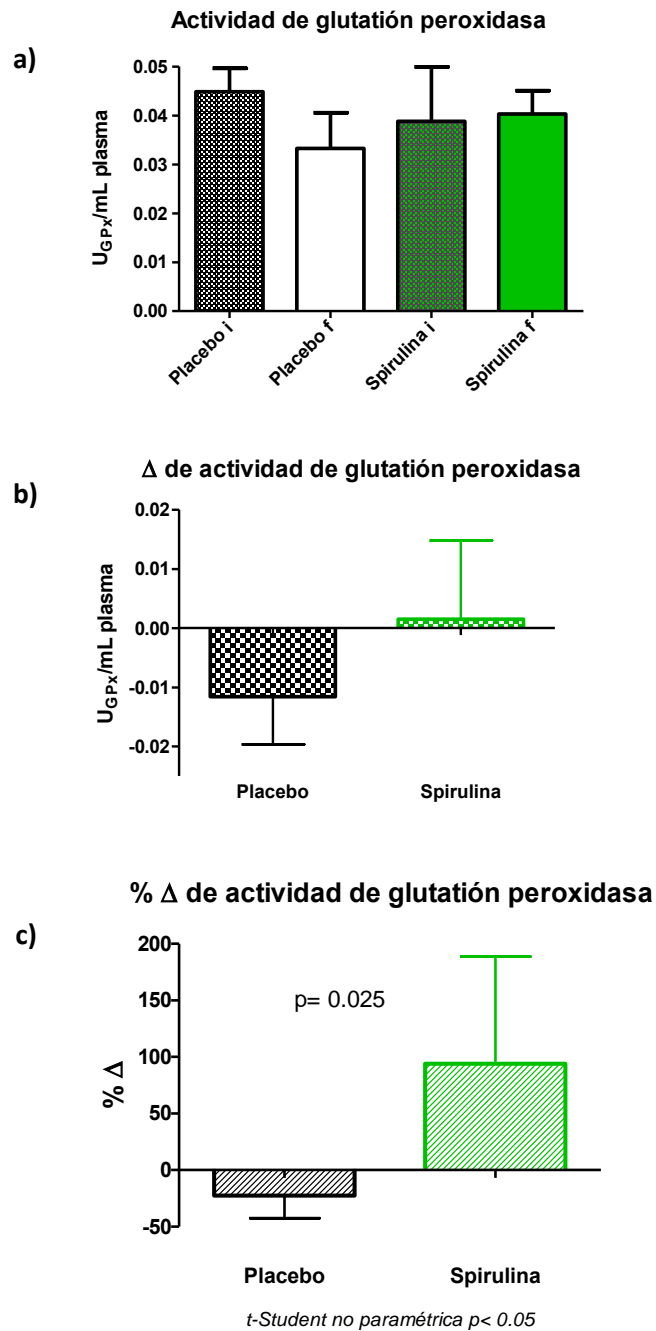 Actividad de glutatión peroxidasa
a)
0.05
0.04
0.03
0.02
0.01
0.00
UGPx/mL plasma
Placebo i
Placebo f
Spirulina i
Spirulina f
Δ de actividad de glutatión peroxidasa
b)
0.02
0.01
0.00
-0.01
-0.02
UGPx/mL plasma
Placebo
Spirulina
% Δ de actividad de glutatión peroxidasa
c)
200
150
100
50
0
-50
% Δ
p= 0.025
Placebo
Spirulina
t-Student no paramétrica p< 0.05